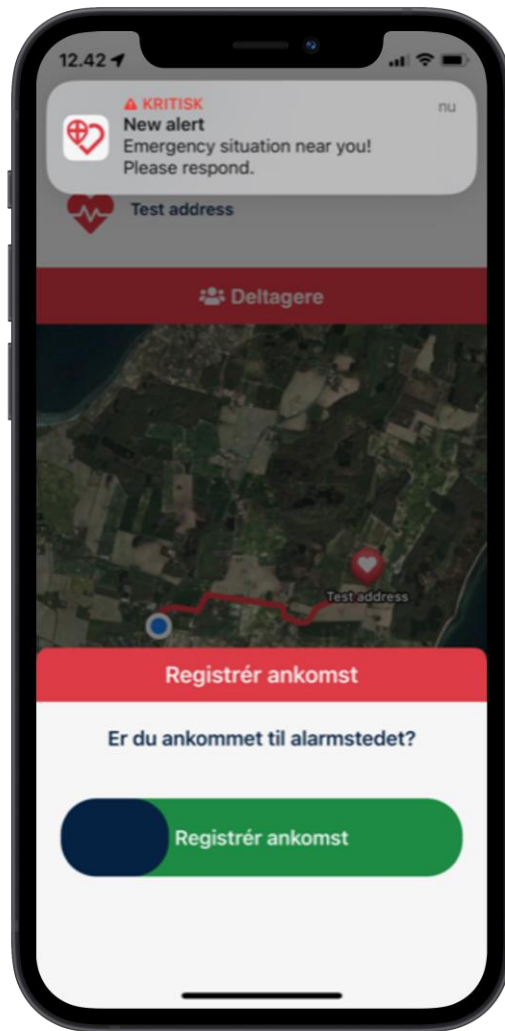 12.42
KRITISK
nu
New alert
Emergency situation near you!
Please respond.
Test address
Deltagere
Test address
Registrér ankomst
Er du ankommet til alarmstedet?
Registrér ankomst